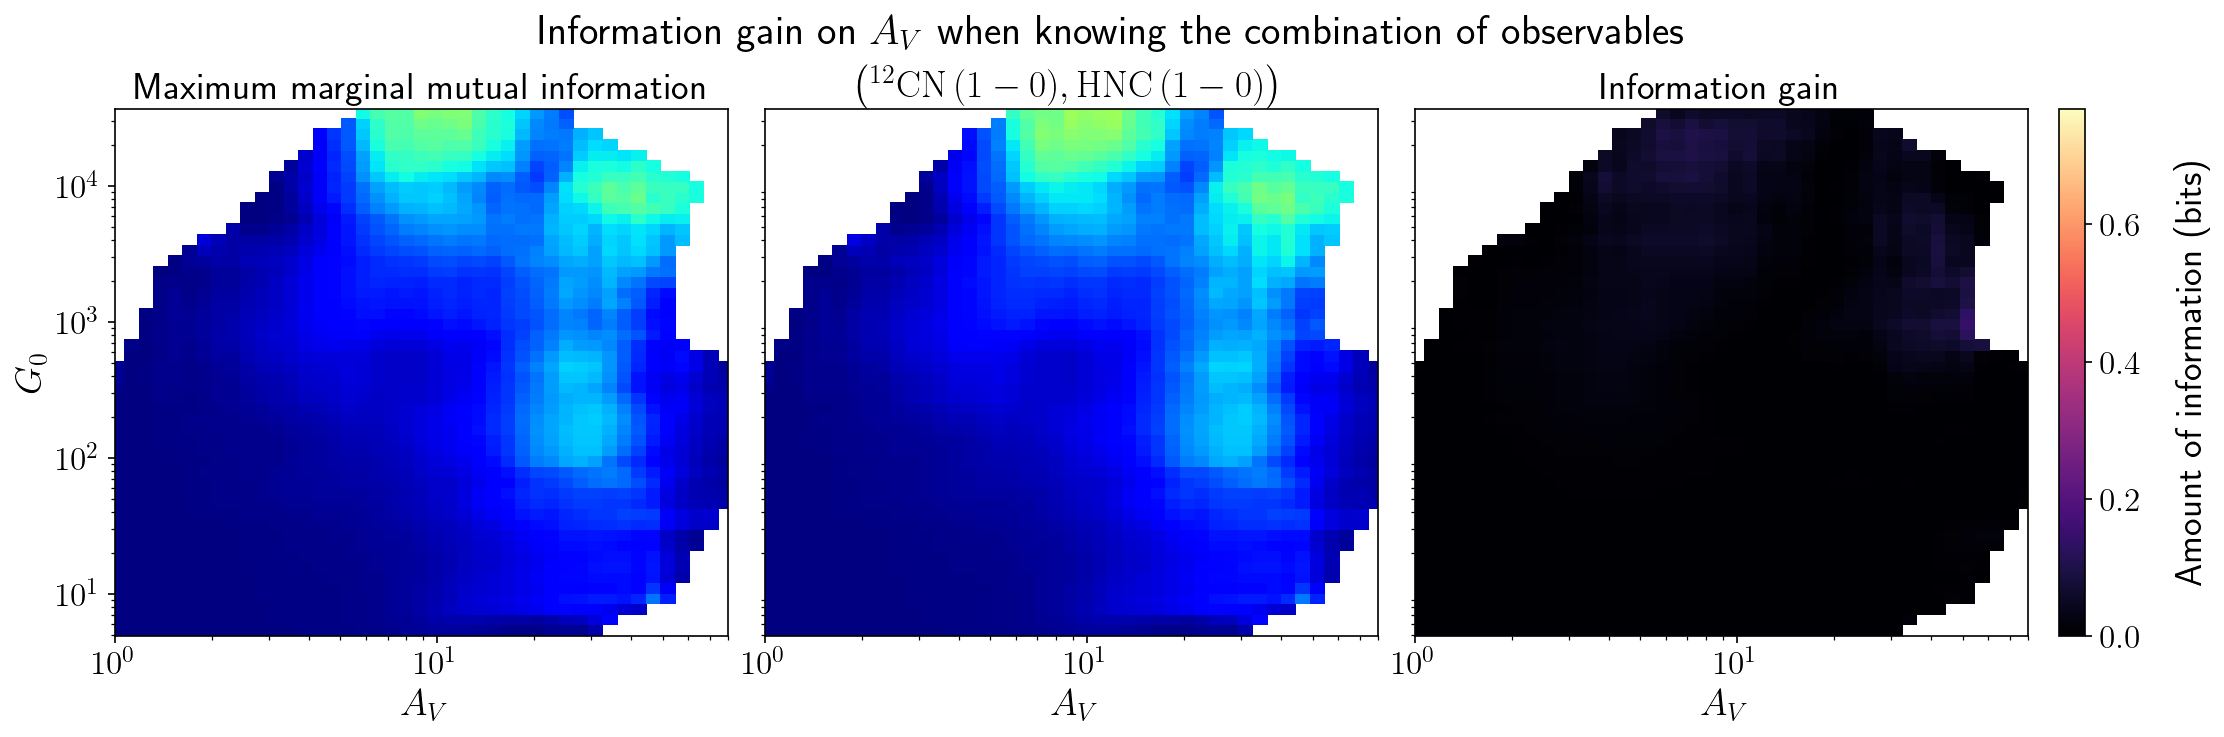 Information gain on A_V when knowing the combination of observables
Maximum marginal mutual information
(¹²CN (1 − 0), HNC (1 − 0))
Information gain
G₀
10⁴
10³
10²
10¹
10⁰ 10¹
A_V
10⁰ 10¹
A_V
10⁰ 10¹
A_V
0.6
0.4
0.2
0.0
Amount of information (bits)